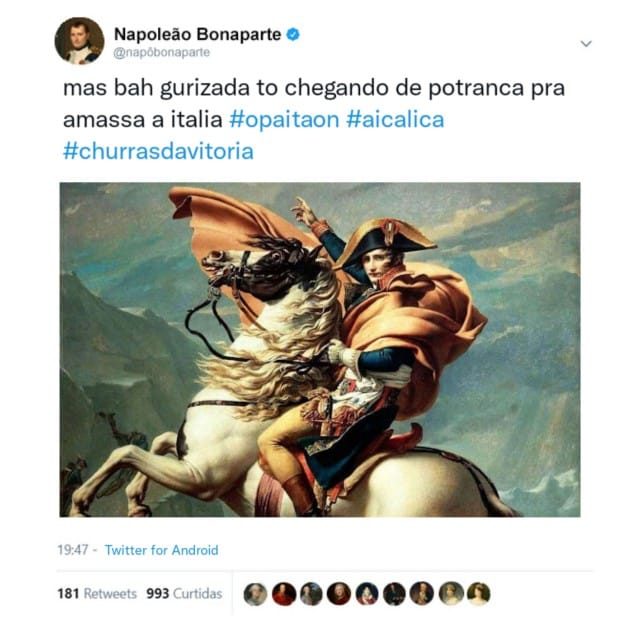 Napoleão Bonaparte
@napôbonaparte
mas bah gurizada to chegando de potranca pra
amassa a italia #opaitaon #aicalica
#churrasdavitoria
19:47 - Twitter for Android
181 Retweets 993 Curtidas